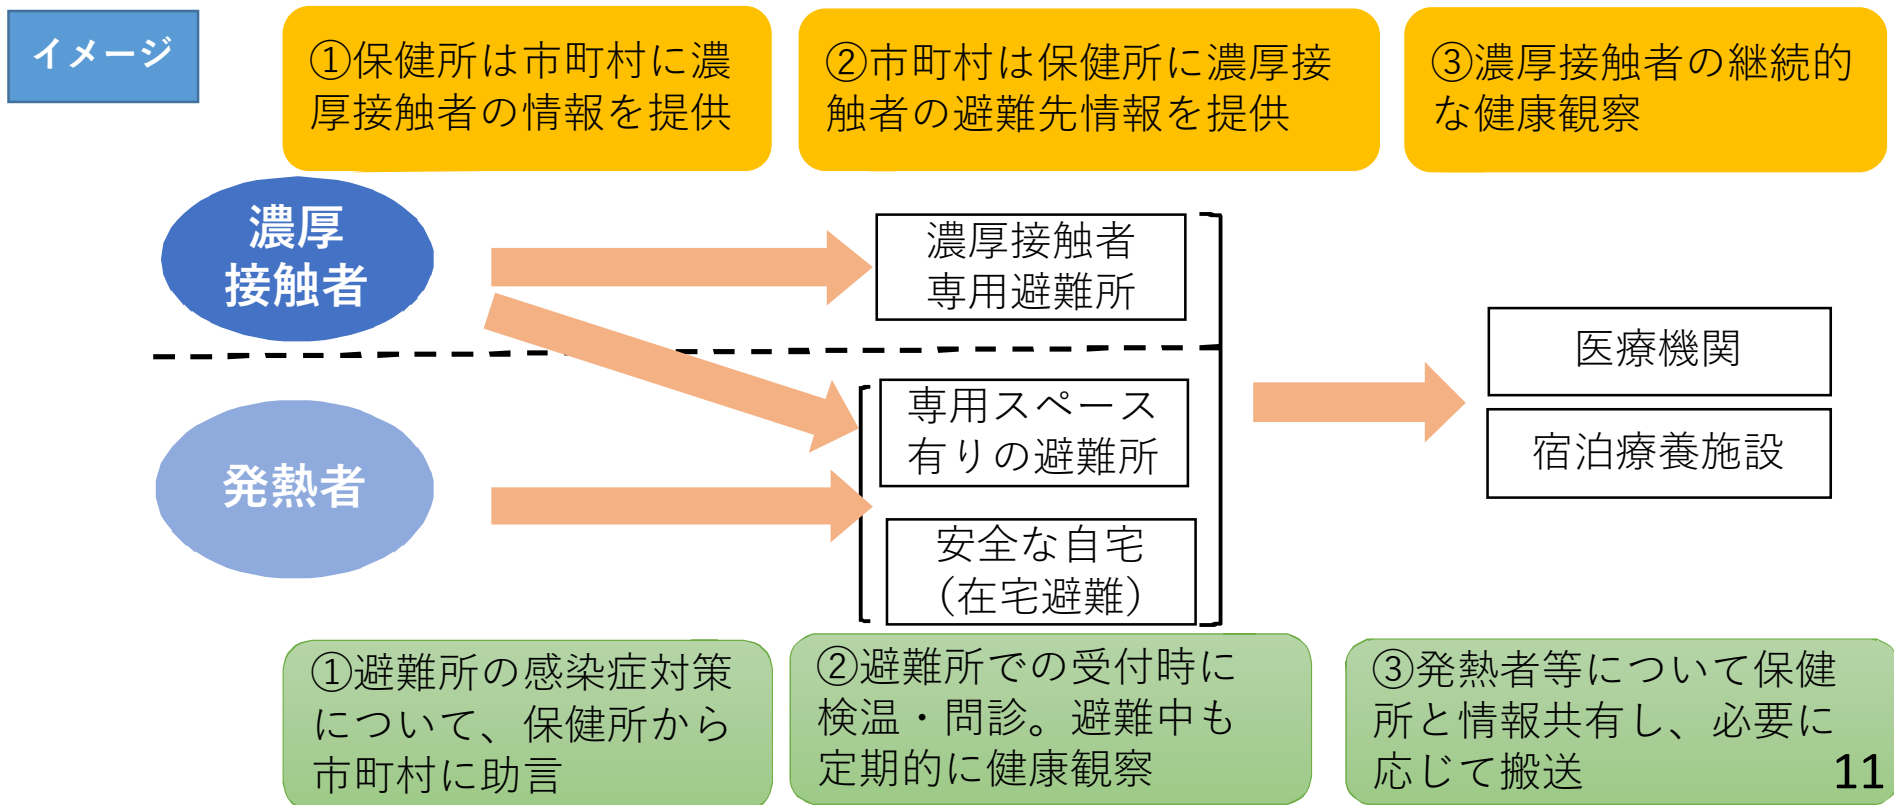 イメージ
①保健所は市町村に濃
厚接触者の情報を提供
②市町村は保健所に濃厚接
触者の避難先情報を提供
③濃厚接触者の継続的
な健康観察
濃厚
接触者
濃厚接触者
専用避難所
発熱者
専用スペース
有りの避難所
安全な自宅
（在宅避難）
医療機関
宿泊療養施設
①避難所の感染症対策
について、保健所から
市町村に助言
②避難所での受付時に
検温・問診。避難中も
定期的に健康観察
③発熱者等について保健
所と情報共有し、必要に
応じて搬送
11